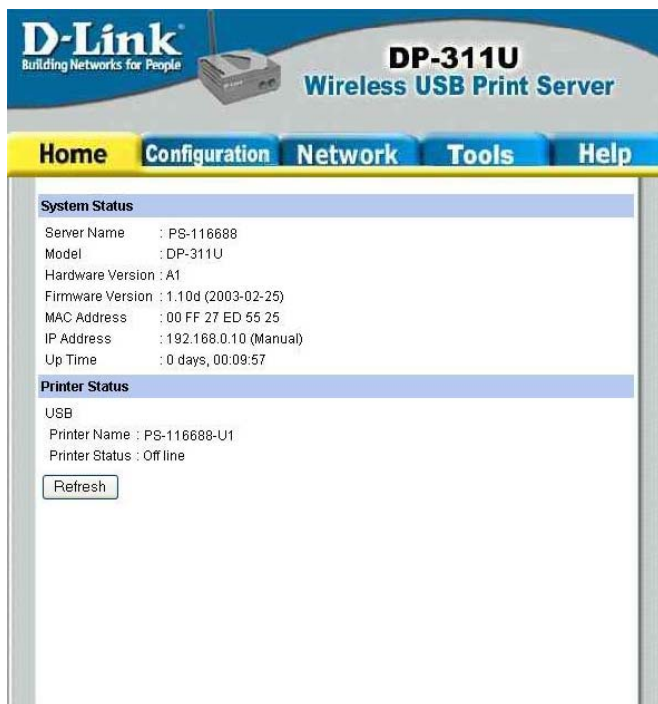 D-Link
Building Networks for People
DP-311U
Wireless USB Print Server
Home Configuration Network Tools Help
System Status
Server Name : PS-116688
Model : DP-311U
Hardware Version : A1
Firmware Version : 1.10d (2003-02-25)
MAC Address : 00 FF 27 ED 55 25
IP Address : 192.168.0.10 (Manual)
Up Time : 0 days, 00:09:57
Printer Status
USB
Printer Name : PS-116688-U1
Printer Status : Off line
Refresh